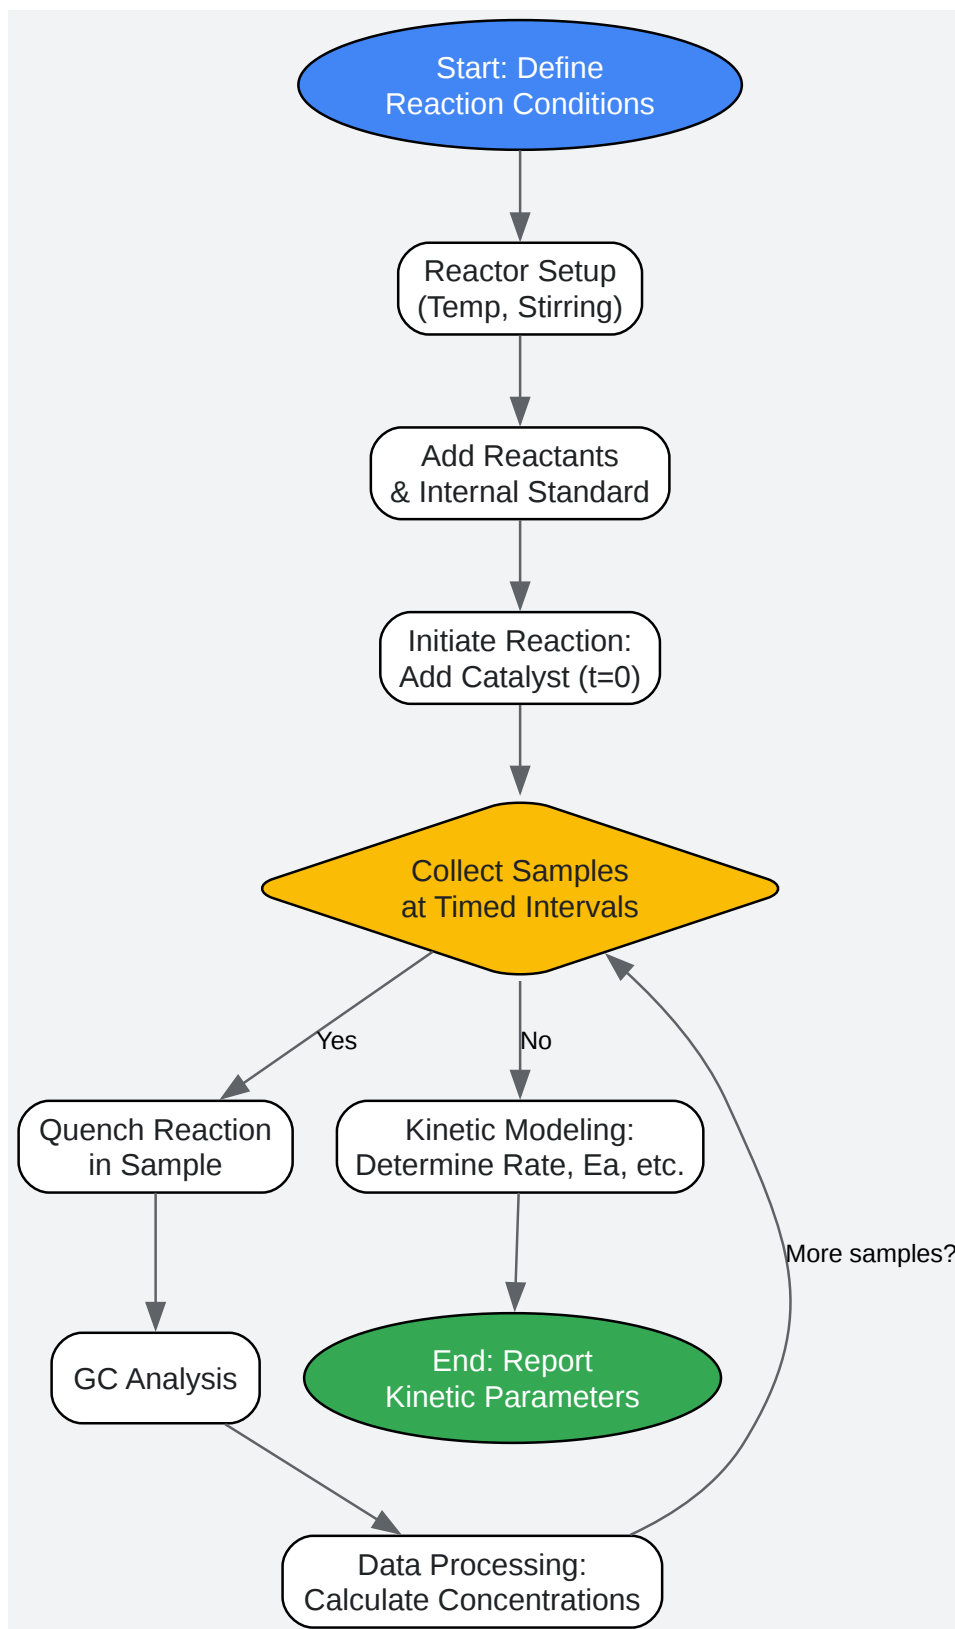 Start: Define
Reaction Conditions
Reactor Setup
(Temp, Stirring)
Add Reactants
& Internal Standard
Initiate Reaction:
Add Catalyst (t=0)
Collect Samples
at Timed Intervals
Yes
No
Quench Reaction
in Sample
Kinetic Modeling:
Determine Rate, Ea, etc.
More samples?
GC Analysis
End: Report
Kinetic Parameters
Data Processing:
Calculate Concentrations